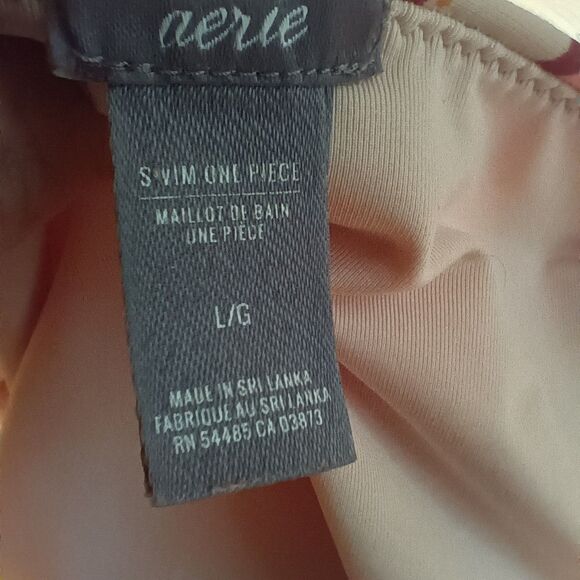 aerie
SWIM ONE PIECE
MAILLOT DE BAIN
UNE PIÈCE
L/G
MADE IN SRI LANKA
FABRIQUÉ AU SRI LANKA
RN 54485 CA 03873